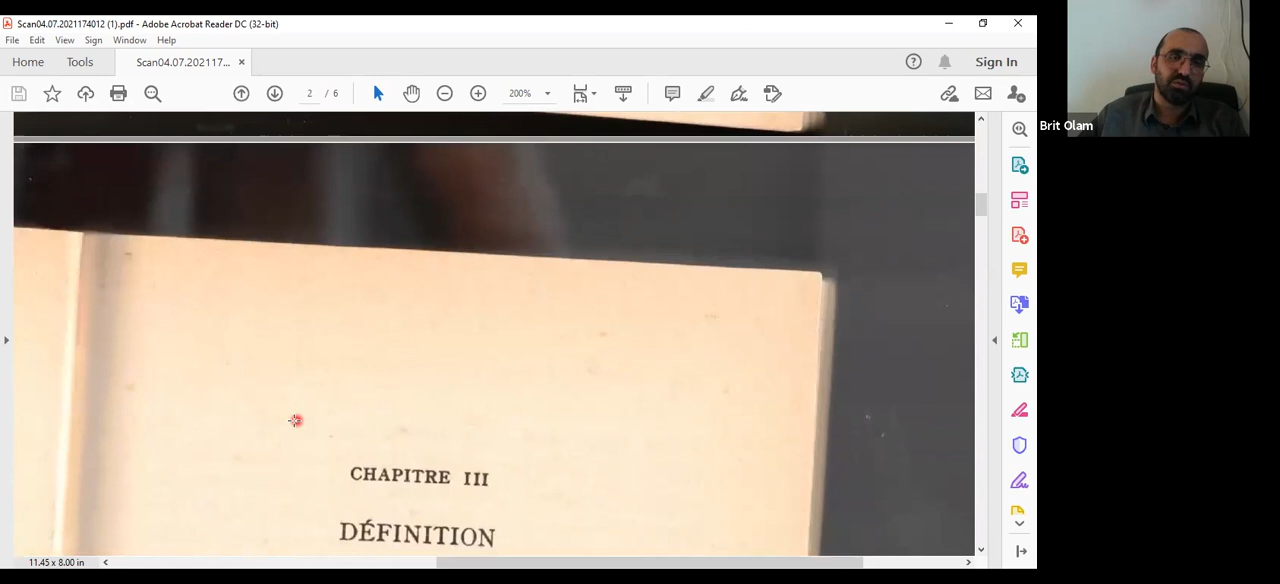 Scan04.07.2021174012 (1).pdf - Adobe Acrobat Reader DC (32-bit)
File Edit View Sign Window Help
Home Tools Scan04.07.202117... Sign In
2 / 6 200%
Brit Olam
CHAPITRE III
DÉFINITION
11.45 x 8.00 in